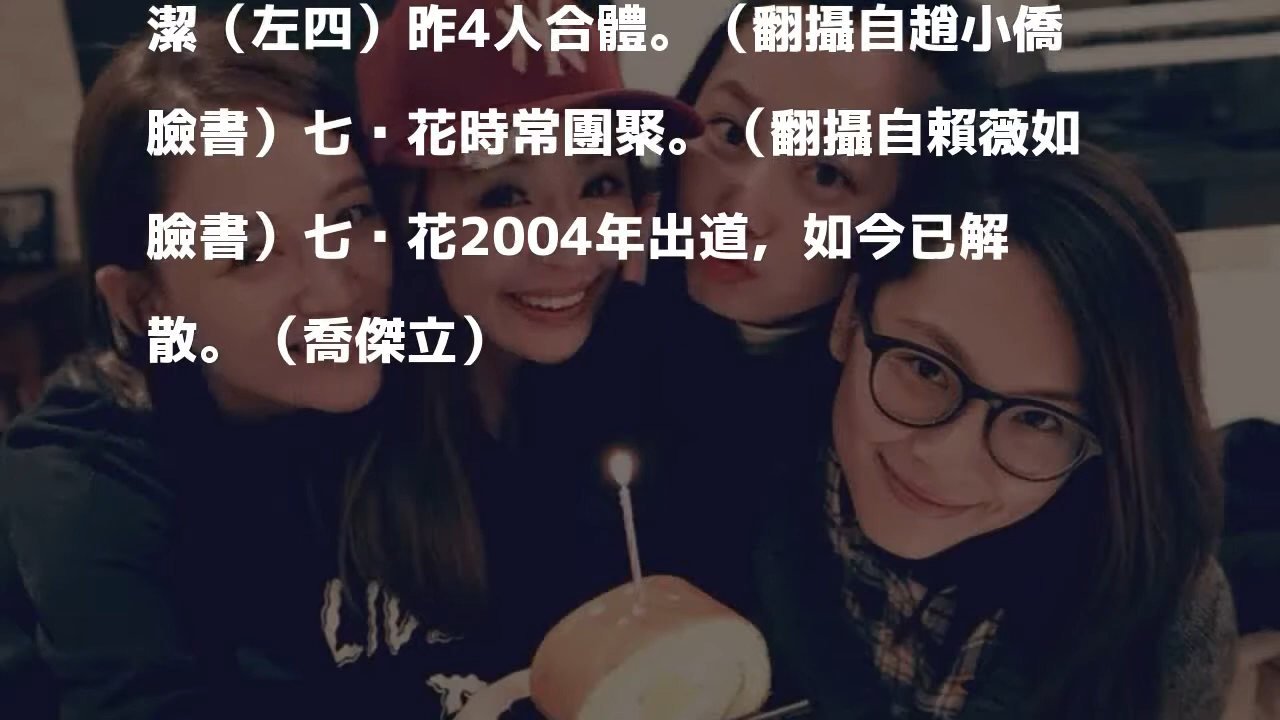 潔（左四）昨4人合體。（翻攝自趙小僑
臉書）七·花時常團聚。（翻攝自賴薇如
臉書）七·花2004年出道，如今已解
散。（喬傑立）
NY
LIV